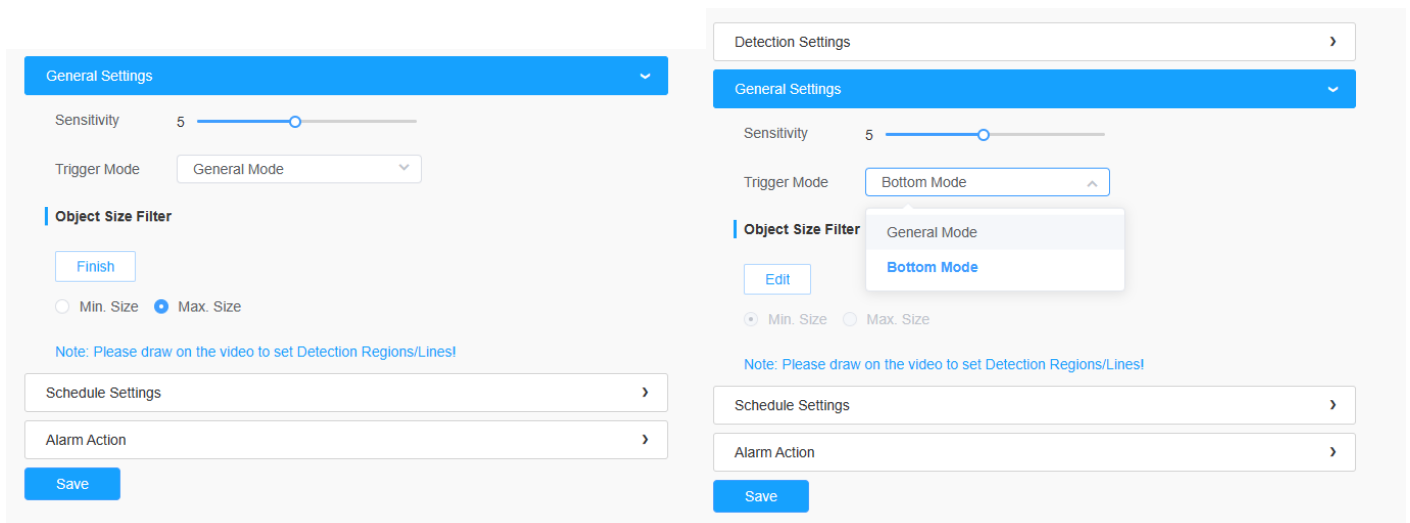 General Settings
Sensitivity 5
Trigger Mode General Mode
Object Size Filter
Finish
Min. Size Max. Size
Note: Please draw on the video to set Detection Regions/Lines!
Schedule Settings
Alarm Action
Save
Detection Settings
General Settings
Sensitivity 5
Trigger Mode Bottom Mode
General Mode
Bottom Mode
Object Size Filter
Edit
Min. Size Max. Size
Note: Please draw on the video to set Detection Regions/Lines!
Schedule Settings
Alarm Action
Save